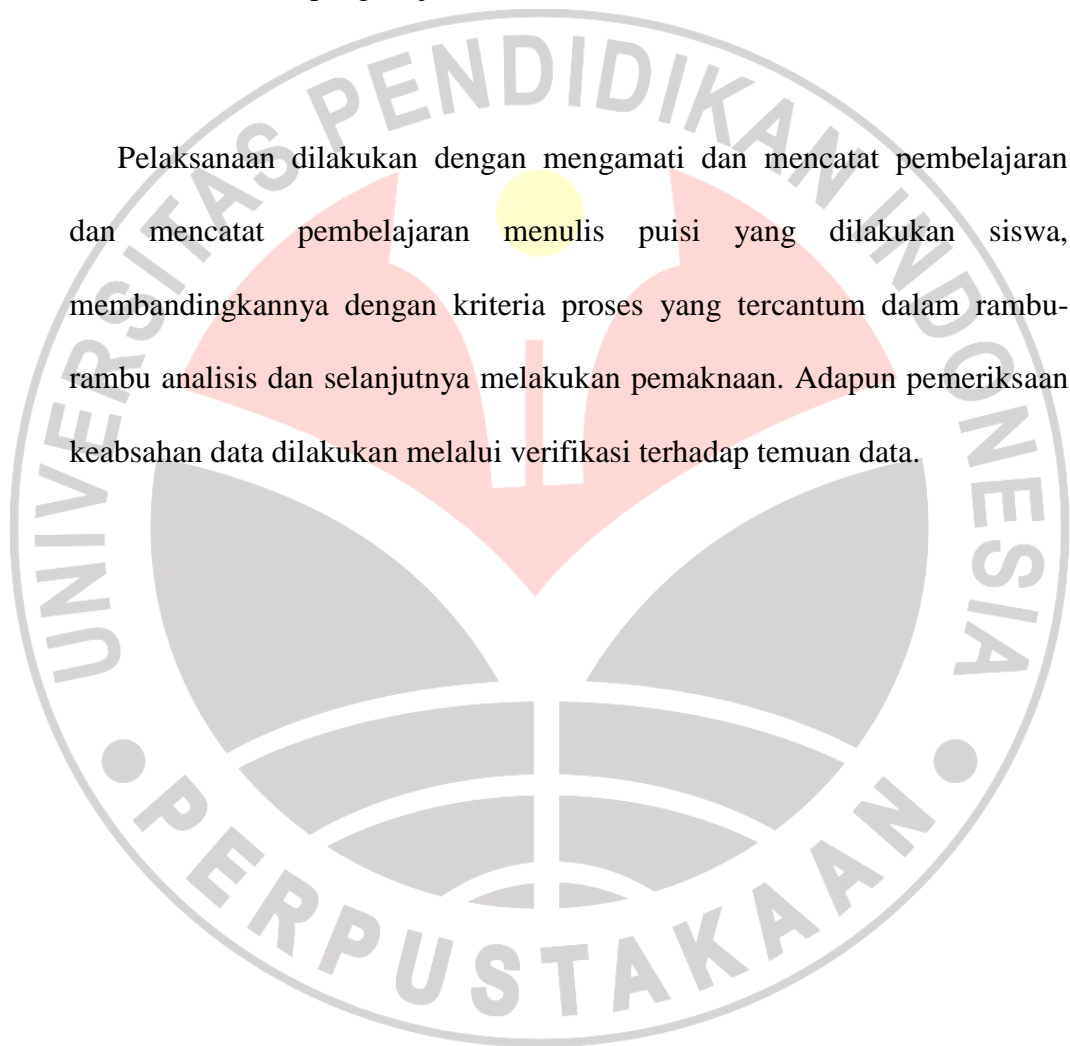 Pelaksanaan dilakukan dengan mengamati dan mencatat pembelajaran
dan mencatat pembelajaran menulis puisi yang dilakukan siswa,
membandingkannya dengan kriteria proses yang tercantum dalam rambu-
rambu analisis dan selanjutnya melakukan pemaknaan. Adapun pemeriksaan
keabsahan data dilakukan melalui verifikasi terhadap temuan data.
UNIVERSITAS PENDIDIKAN INDONESIA
PERPUSTAKAAN